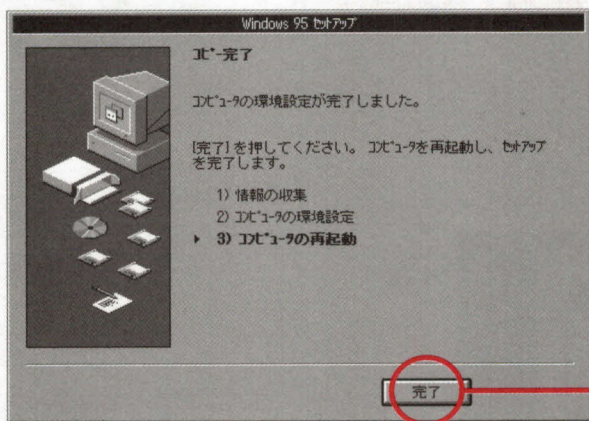 Windows 95 ｾｯﾄｱｯﾌﾟ
ｺﾋﾟｰ完了
ｺﾝﾋﾟｭｰﾀの環境設定が完了しました。
[完了] を押してください。 ｺﾝﾋﾟｭｰﾀを再起動し、ｾｯﾄｱｯﾌﾟ
を完了します。
1) 情報の収集
2) ｺﾝﾋﾟｭｰﾀの環境設定
3) ｺﾝﾋﾟｭｰﾀの再起動
完了